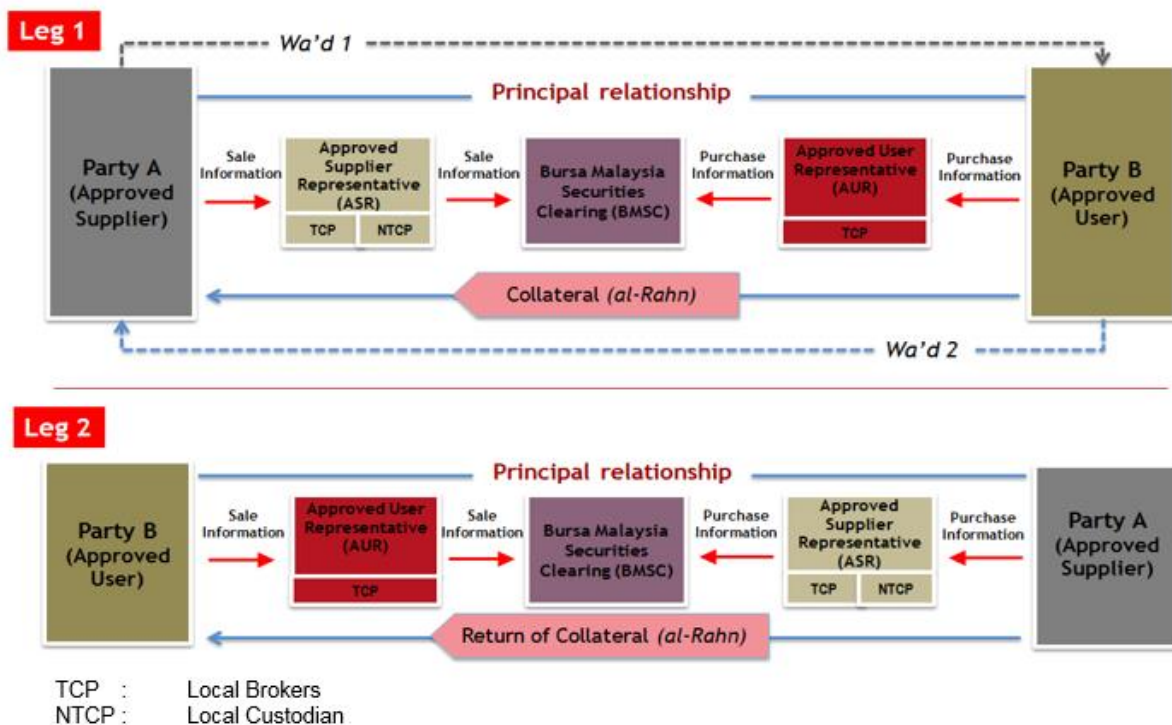 Leg 1
Wa'd 1
Principal relationship
Party A
(Approved
Supplier)
Sale
Information
Approved
Supplier
Representative
(ASR)
TCP
NTCP
Sale
Information
Bursa Malaysia
Securities
Clearing (BMSC)
Purchase
Information
Approved User
Representative
(AUR)
TCP
Purchase
Information
Party B
(Approved
User)
Collateral (al-Rahn)
Wa'd 2
Leg 2
Principal relationship
Party B
(Approved
User)
Sale
Information
Approved User
Representative
(AUR)
TCP
Sale
Information
Bursa Malaysia
Securities
Clearing (BMSC)
Purchase
Information
Approved
Supplier
Representative
(ASR)
TCP
NTCP
Purchase
Information
Party A
(Approved
Supplier)
Return of Collateral (al-Rahn)
TCP : Local Brokers
NTCP : Local Custodian